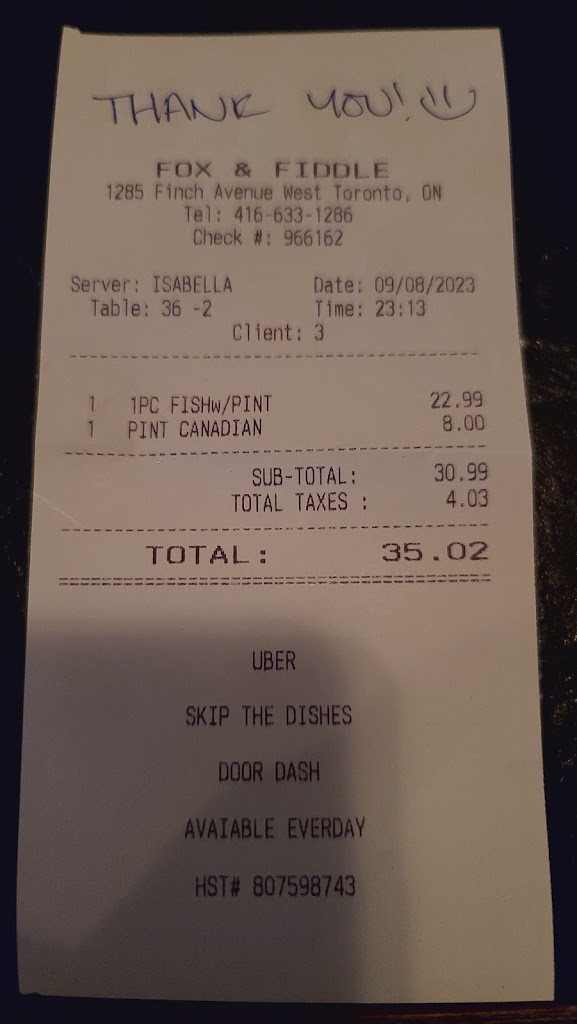 THANK YOU!
FOX & FIDDLE
1285 Finch Avenue West Toronto, ON
Tel: 416-633-1286
Check #: 966162
Server: ISABELLA Date: 09/08/2023
Table: 36 -2 Time: 23:13
Client: 3
1 1PC FISHw/PINT 22.99
1 PINT CANADIAN 8.00
SUB-TOTAL: 30.99
TOTAL TAXES : 4.03
TOTAL: 35.02
UBER
SKIP THE DISHES
DOOR DASH
AVAIABLE EVERDAY
HST# 807598743